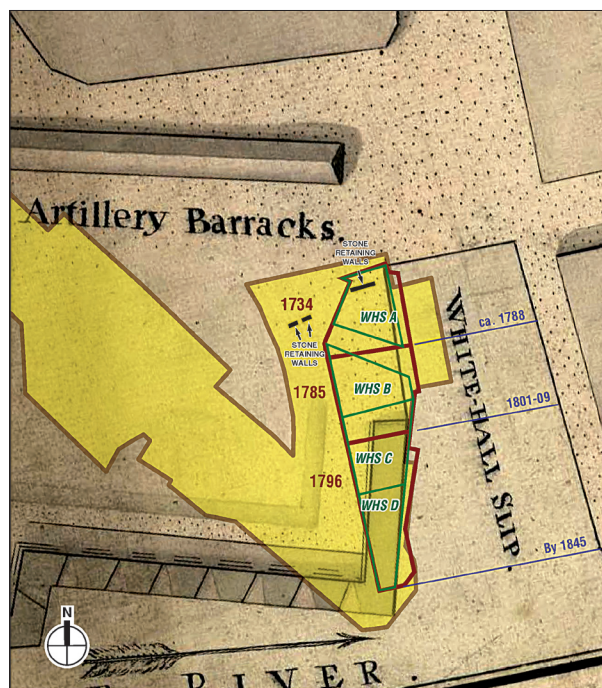 Artillery Barracks.
STONE
RETAINING
WALLS
1734
WHS A
STONE
RETAINING
WALLS
ca. 1788
WHITE-HALL SLIP.
1785
WHS B
1801-09
WHS C
1796
WHS D
By 1845
N
RIVER.